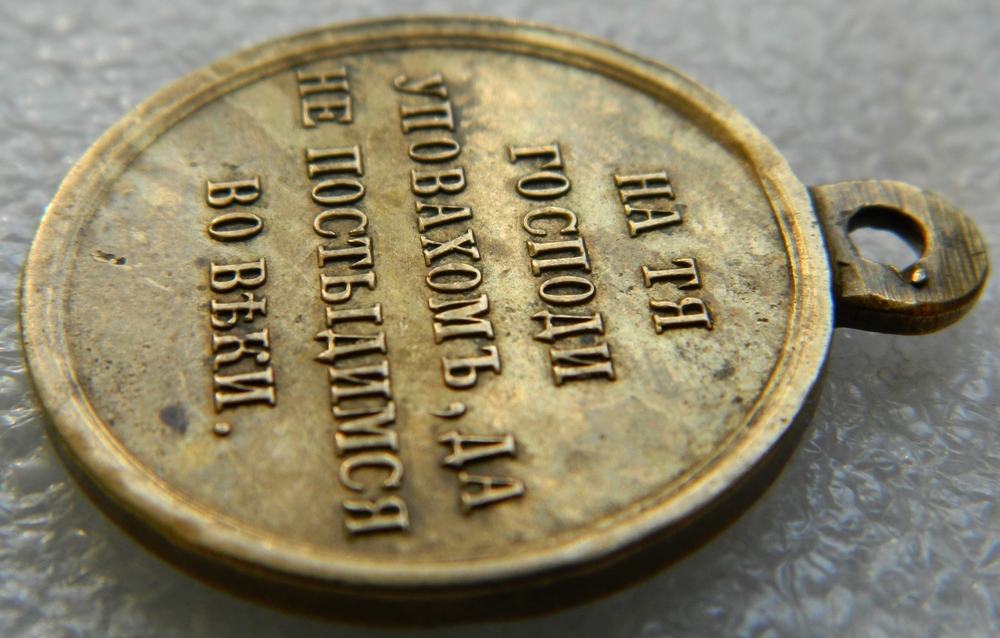 НА ТЯ
ГОСПОДИ
УПОВАХОМЪ, ДА
НЕ ПОСТЫДИМСЯ
ВО ВѢКИ.